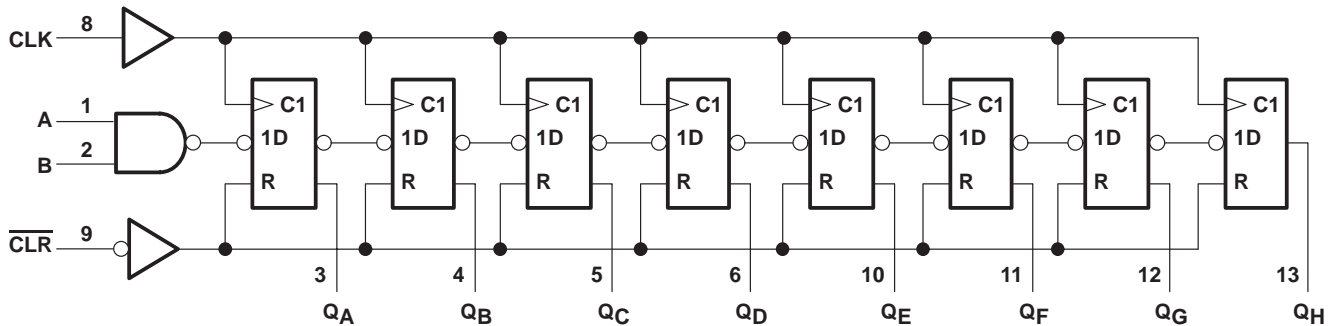 CLK 8
C1 C1 C1 C1 C1 C1 C1 C1
A 1
1D 1D 1D 1D 1D 1D 1D 1D
B 2
R R R R R R R R
CLR 9
3 4 5 6 10 11 12 13
QA QB QC QD QE QF QG QH